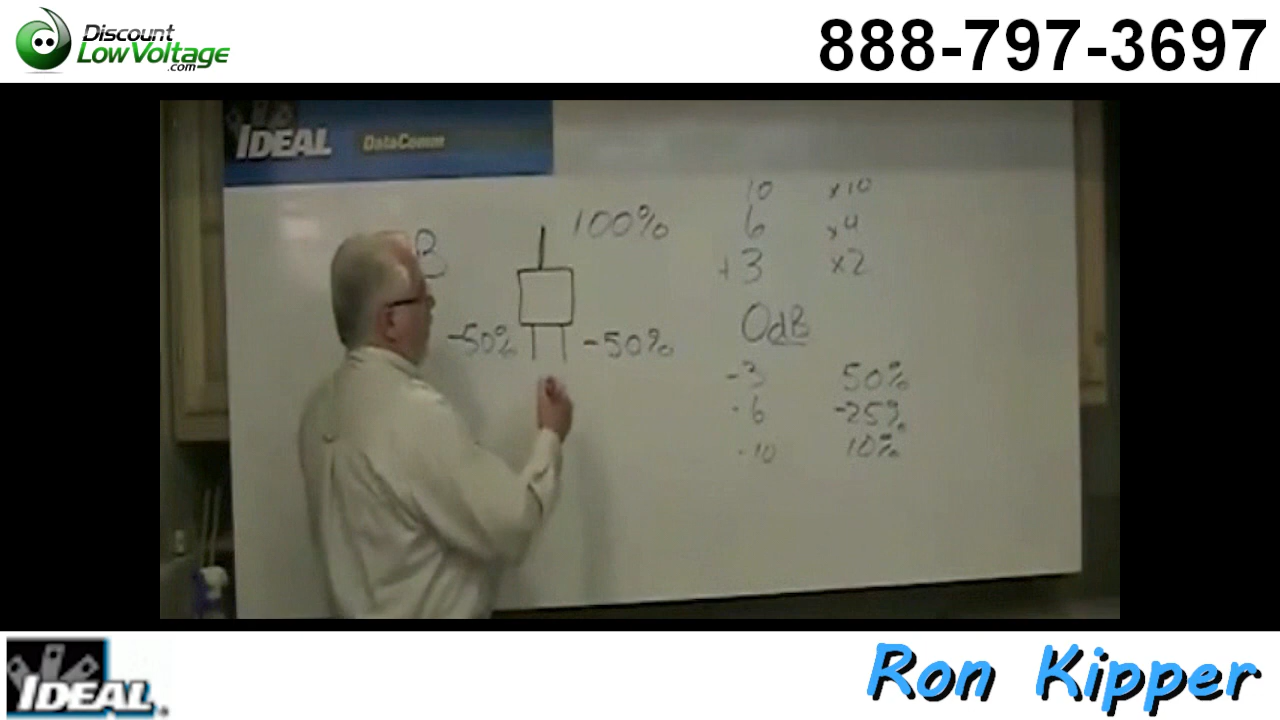 Discount
LowVoltage
.com
888-797-3697
IDEAL DataComm
B
100%
-50%
-50%
10 x10
6 x4
+3 x2
0dB
-3 50%
-6 -25%
-10 10%
IDEAL®
Ron Kipper